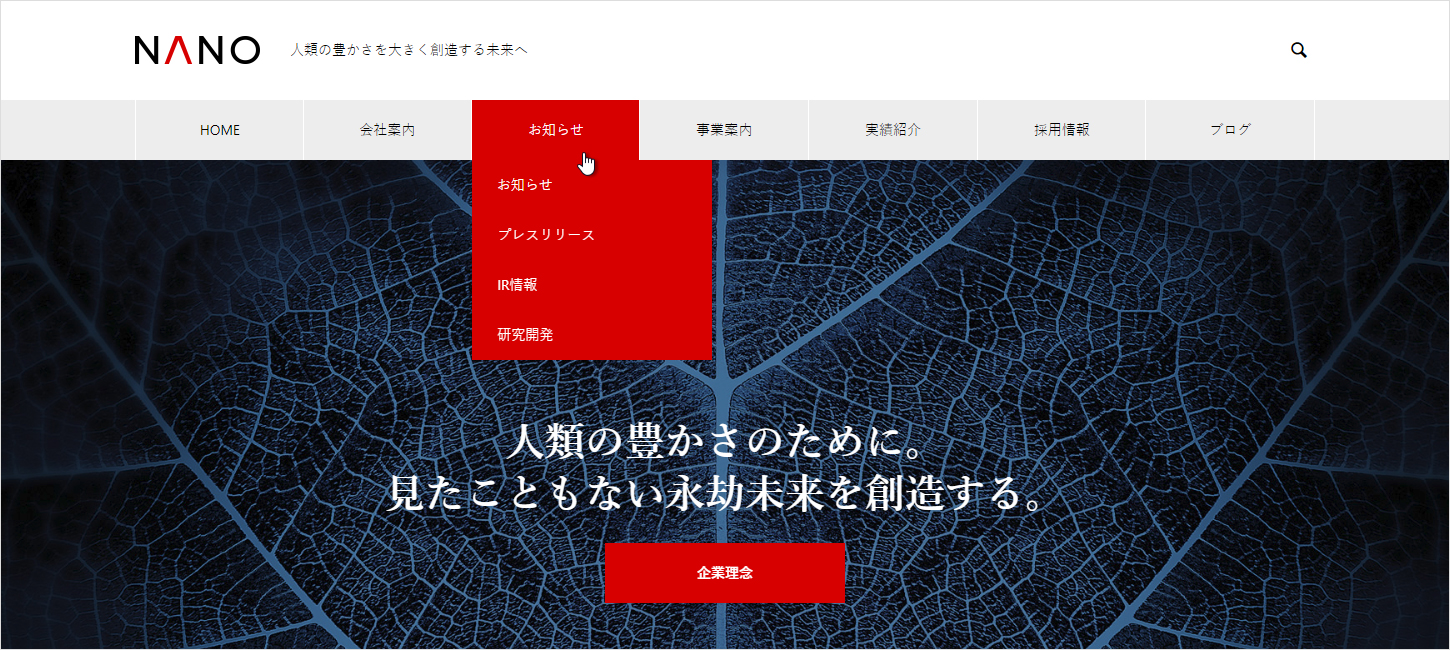 NANO
人類の豊かさを大きく創造する未来へ
HOME
会社案内
お知らせ
事業案内
実績紹介
採用情報
ブログ
お知らせ
プレスリリース
IR情報
研究開発
人類の豊かさのために。
見たこともない永劫未来を創造する。
企業理念